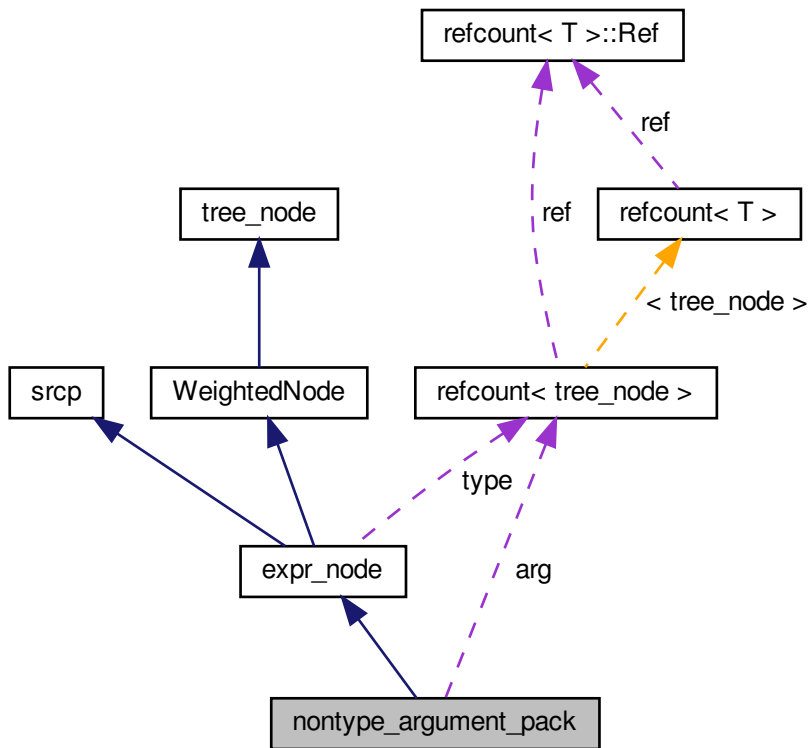 refcount< T >::Ref
ref
tree_node
ref
refcount< T >
< tree_node >
srcp
WeightedNode
refcount< tree_node >
type
expr_node
arg
nontype_argument_pack